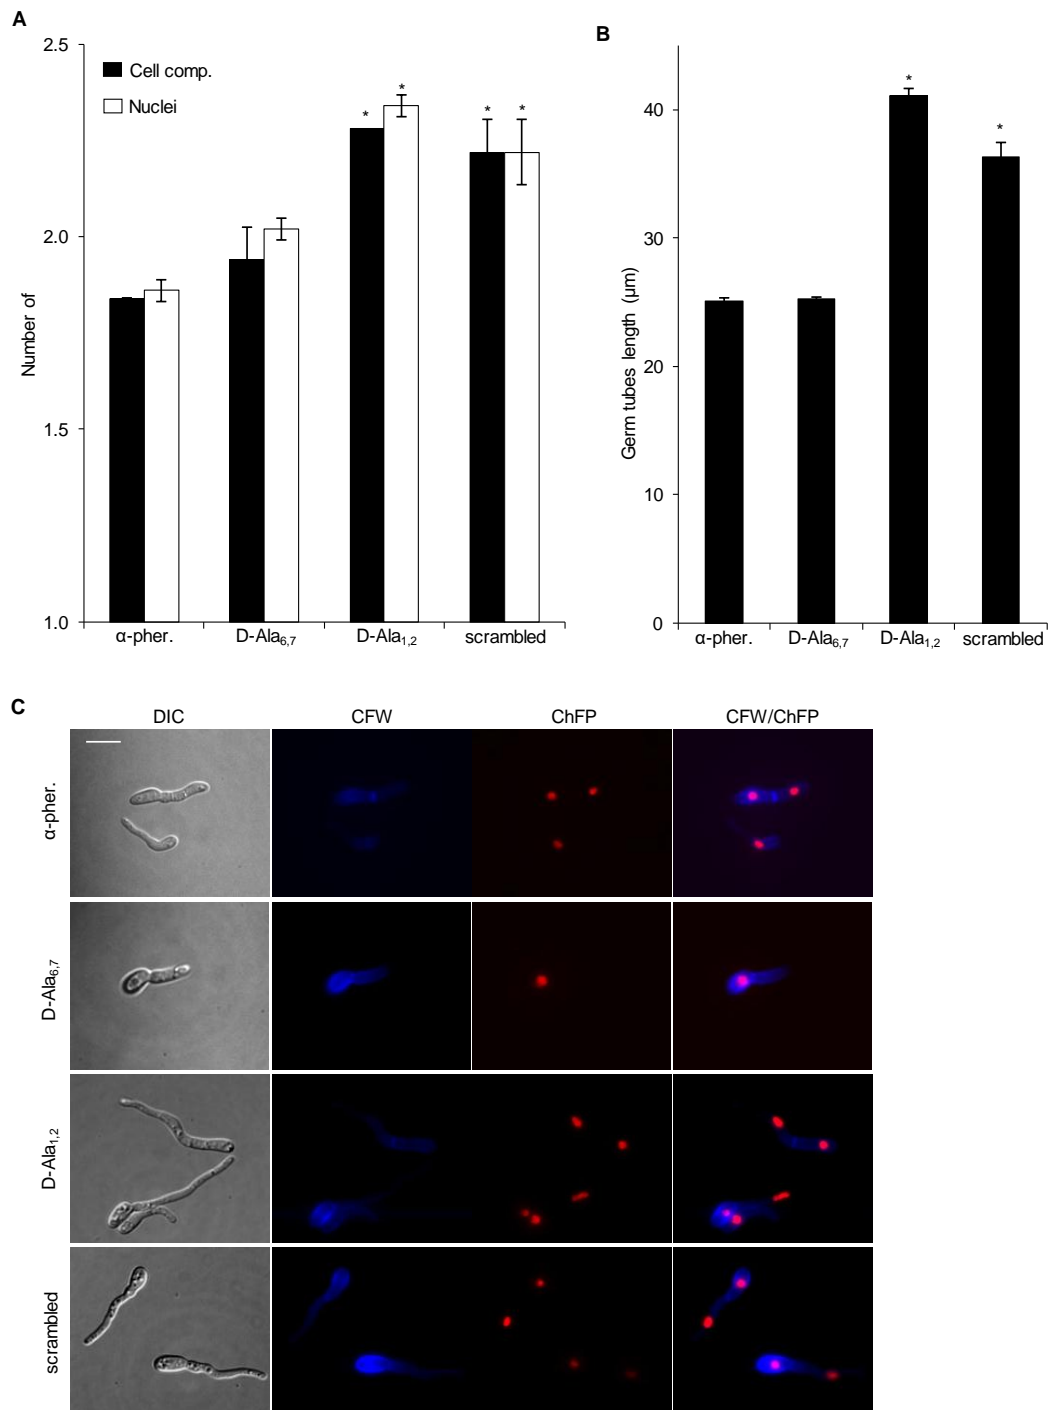 A
2.5
2.0
1.5
1.0
Number of
Cell comp.
Nuclei
* * * *
α-pher. D-Ala6,7 D-Ala1,2 scrambled
B
40
30
20
10
0
Germ tubes length (μm)
* *
α-pher. D-Ala6,7 D-Ala1,2 scrambled
C
DIC CFW ChFP CFW/ChFP
α-pher.
D-Ala6,7
D-Ala1,2
scrambled